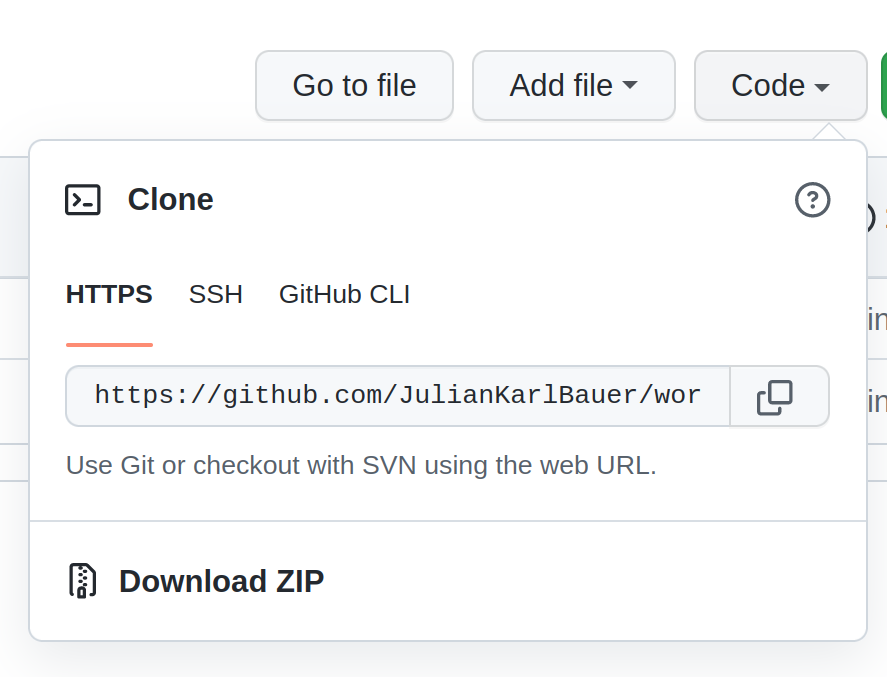 Go to file Add file Code
Clone
HTTPS SSH GitHub CLI
https://github.com/JulianKarlBauer/wor
Use Git or checkout with SVN using the web URL.
Download ZIP